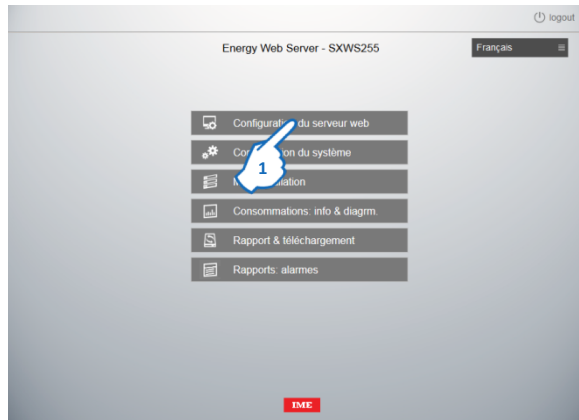 logout
Energy Web Server - SXWS255
Français
Configuration du serveur web
du système
1
Consommations: info & diagrm.
Rapport & téléchargement
Rapports: alarmes
IME